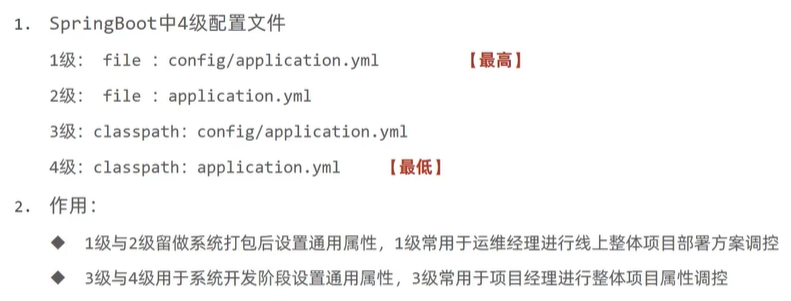 1. SpringBoot中4级配置文件
1级： file ：config/application.yml 【最高】
2级： file ：application.yml
3级：classpath：config/application.yml
4级：classpath：application.yml 【最低】
2. 作用：
◆ 1级与2级留做系统打包后设置通用属性，1级常用于运维经理进行线上整体项目部署方案调控
◆ 3级与4级用于系统开发阶段设置通用属性，3级常用于项目经理进行整体项目属性调控